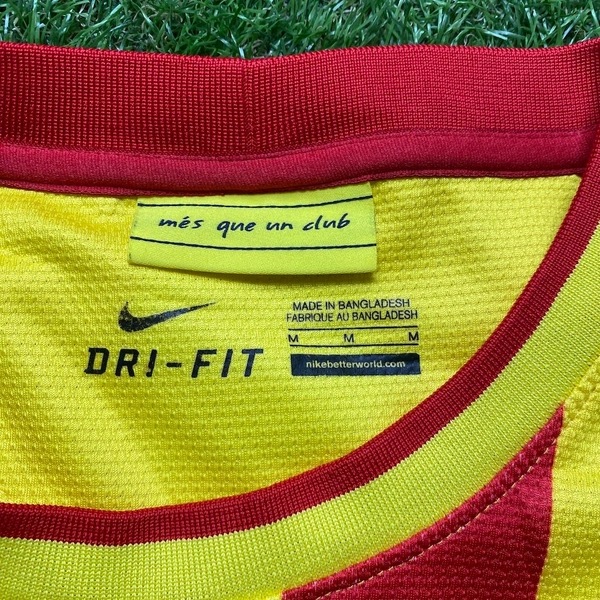 més que un club
MADE IN BANGLADESH
FABRIQUE AU BANGLADESH
M M M
DRI-FIT
nikebetterworld.com